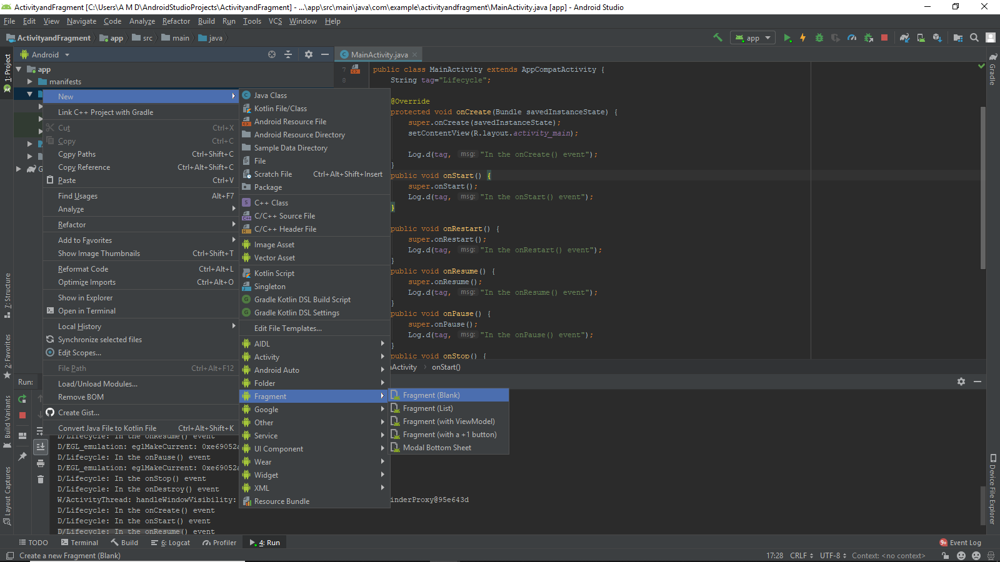 ActivityandFragment [C:\Users\A M D\AndroidStudioProjects\ActivityandFragment] - ...\app\src\main\java\com\example\activityandfragment\MainActivity.java [app] - Android Studio
File Edit View Navigate Code Analyze Refactor Build Run Tools VCS Window Help
ActivityandFragment app src main java
app
Android
MainActivity.java
1: Project
7: Structure
2: Favorites
Build Variants
Layout Captures
app
manifests
New
Link C++ Project with Gradle
Cut Ctrl+X
Copy Ctrl+C
Copy Paths Ctrl+Shift+C
Copy Reference Ctrl+Alt+Shift+C
Paste Ctrl+V
Find Usages Alt+F7
Analyze
Refactor
Add to Favorites
Show Image Thumbnails Ctrl+Shift+T
Reformat Code Ctrl+Alt+L
Optimize Imports Ctrl+Alt+O
Show in Explorer
Open in Terminal
Local History
Synchronize selected files
Edit Scopes...
File Path Ctrl+Alt+F12
Load/Unload Modules...
Remove BOM
Create Gist...
Convert Java File to Kotlin File Ctrl+Alt+Shift+K
Java Class
Kotlin File/Class
Android Resource File
Android Resource Directory
Sample Data Directory
File
Scratch File Ctrl+Alt+Shift+Insert
Package
C++ Class
C/C++ Source File
C/C++ Header File
Image Asset
Vector Asset
Kotlin Script
Singleton
Gradle Kotlin DSL Build Script
Gradle Kotlin DSL Settings
Edit File Templates...
AIDL
Activity
Android Auto
Folder
Fragment
Google
Other
Service
UI Component
Wear
Widget
XML
Resource Bundle
Fragment (Blank)
Fragment (List)
Fragment (with ViewModel)
Fragment (with a +1 button)
Modal Bottom Sheet
7 public class MainActivity extends AppCompatActivity {
8 String tag="Lifecycle";
@Override
protected void onCreate(Bundle savedInstanceState) {
super.onCreate(savedInstanceState);
setContentView(R.layout.activity_main);
Log.d(tag, msg: "In the onCreate() event");
}
public void onStart() {
super.onStart();
Log.d(tag, msg: "In the onStart() event");
}
public void onRestart() {
super.onRestart();
Log.d(tag, msg: "In the onRestart() event");
}
public void onResume() {
super.onResume();
Log.d(tag, msg: "In the onResume() event");
}
public void onPause() {
super.onPause();
Log.d(tag, msg: "In the onPause() event");
}
public void onStop() {
nActivity onStart()
Gradle
Device File Explorer
G
Run:
D/Lifecycle: In the onResume() event
D/EGL_emulation: eglMakeCurrent: 0xe69052a
D/Lifecycle: In the onPause() event
D/EGL_emulation: eglMakeCurrent: 0xe69052a
D/Lifecycle: In the onStop() event
D/Lifecycle: In the onDestroy() event
W/ActivityThread: handleWindowVisibility: inderProxy@95e643d
D/Lifecycle: In the onCreate() event
D/Lifecycle: In the onStart() event
D/Lifecycle: In the onResume() event
TODO Terminal Build 6: Logcat Profiler 4: Run 9+ Event Log
Create a new Fragment (Blank) 17:28 CRLF UTF-8 Context: <no context>